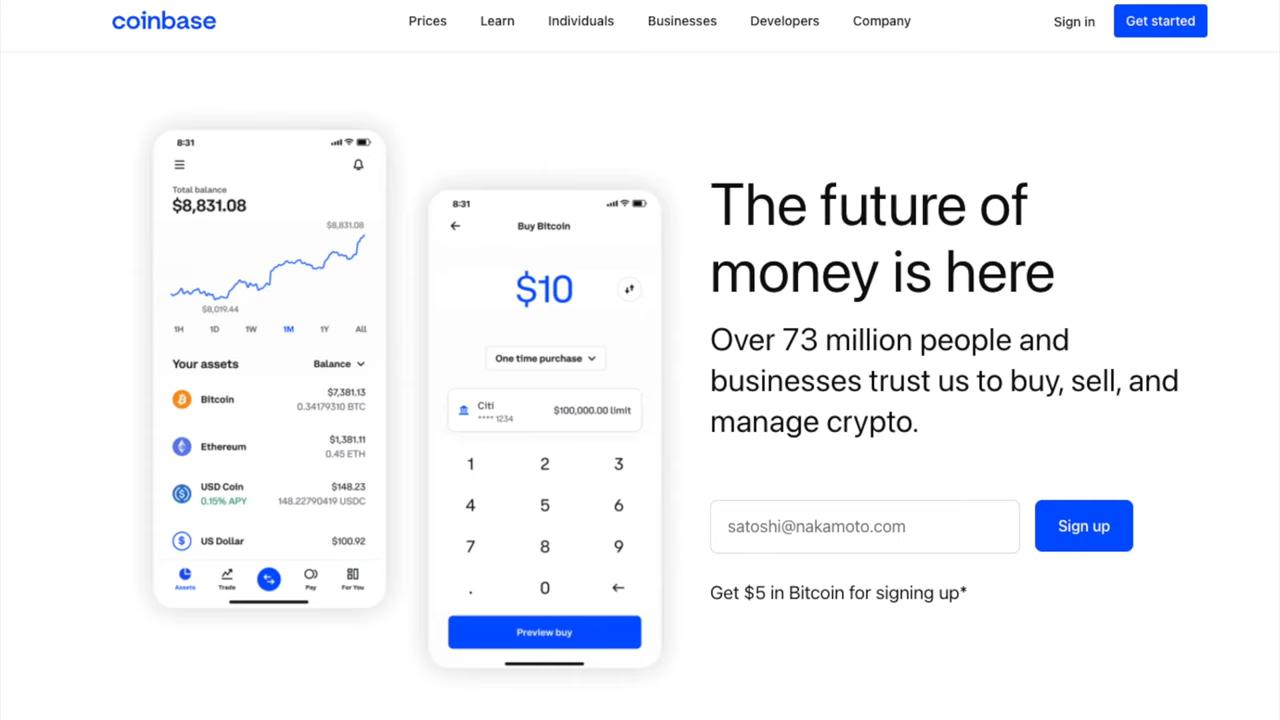 coinbase
Prices Learn Individuals Businesses Developers Company
Sign in Get started
8:31
Total balance
$8,831.08
$8,831.08
$8,019.44
1H 1D 1W 1M 1Y All
Your assets Balance
Bitcoin $7,381.13
0.34179310 BTC
Ethereum $1,381.11
0.45 ETH
USD Coin $148.23
0.15% APY 148.22790419 USDC
US Dollar $100.92
Assets Trade Pay For You
8:31
Buy Bitcoin
$10
One time purchase
Citi $100,000.00 limit
**** 1234
1 2 3
4 5 6
7 8 9
. 0
Preview buy
The future of
money is here
Over 73 million people and
businesses trust us to buy, sell, and
manage crypto.
satoshi@nakamoto.com Sign up
Get $5 in Bitcoin for signing up*